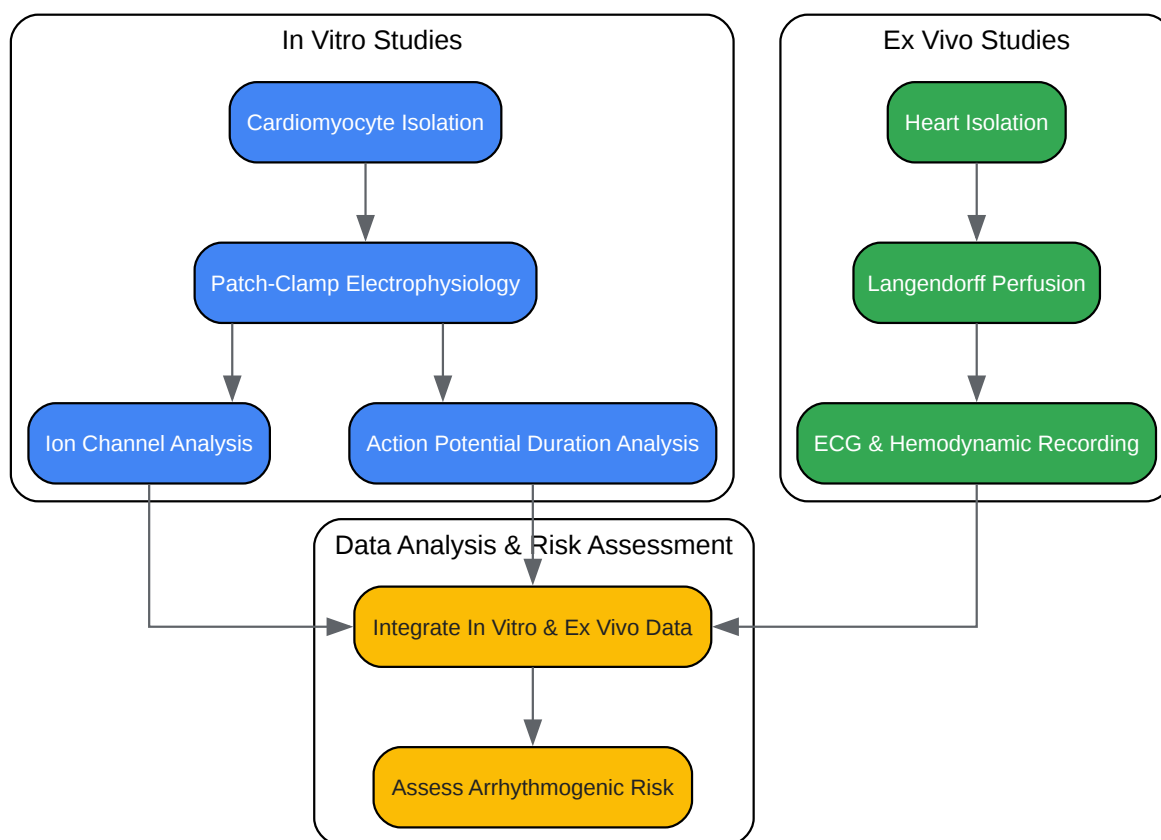 In Vitro Studies
Cardiomyocyte Isolation
Patch-Clamp Electrophysiology
Ion Channel Analysis
Action Potential Duration Analysis
Ex Vivo Studies
Heart Isolation
Langendorff Perfusion
ECG & Hemodynamic Recording
Data Analysis & Risk Assessment
Integrate In Vitro & Ex Vivo Data
Assess Arrhythmogenic Risk